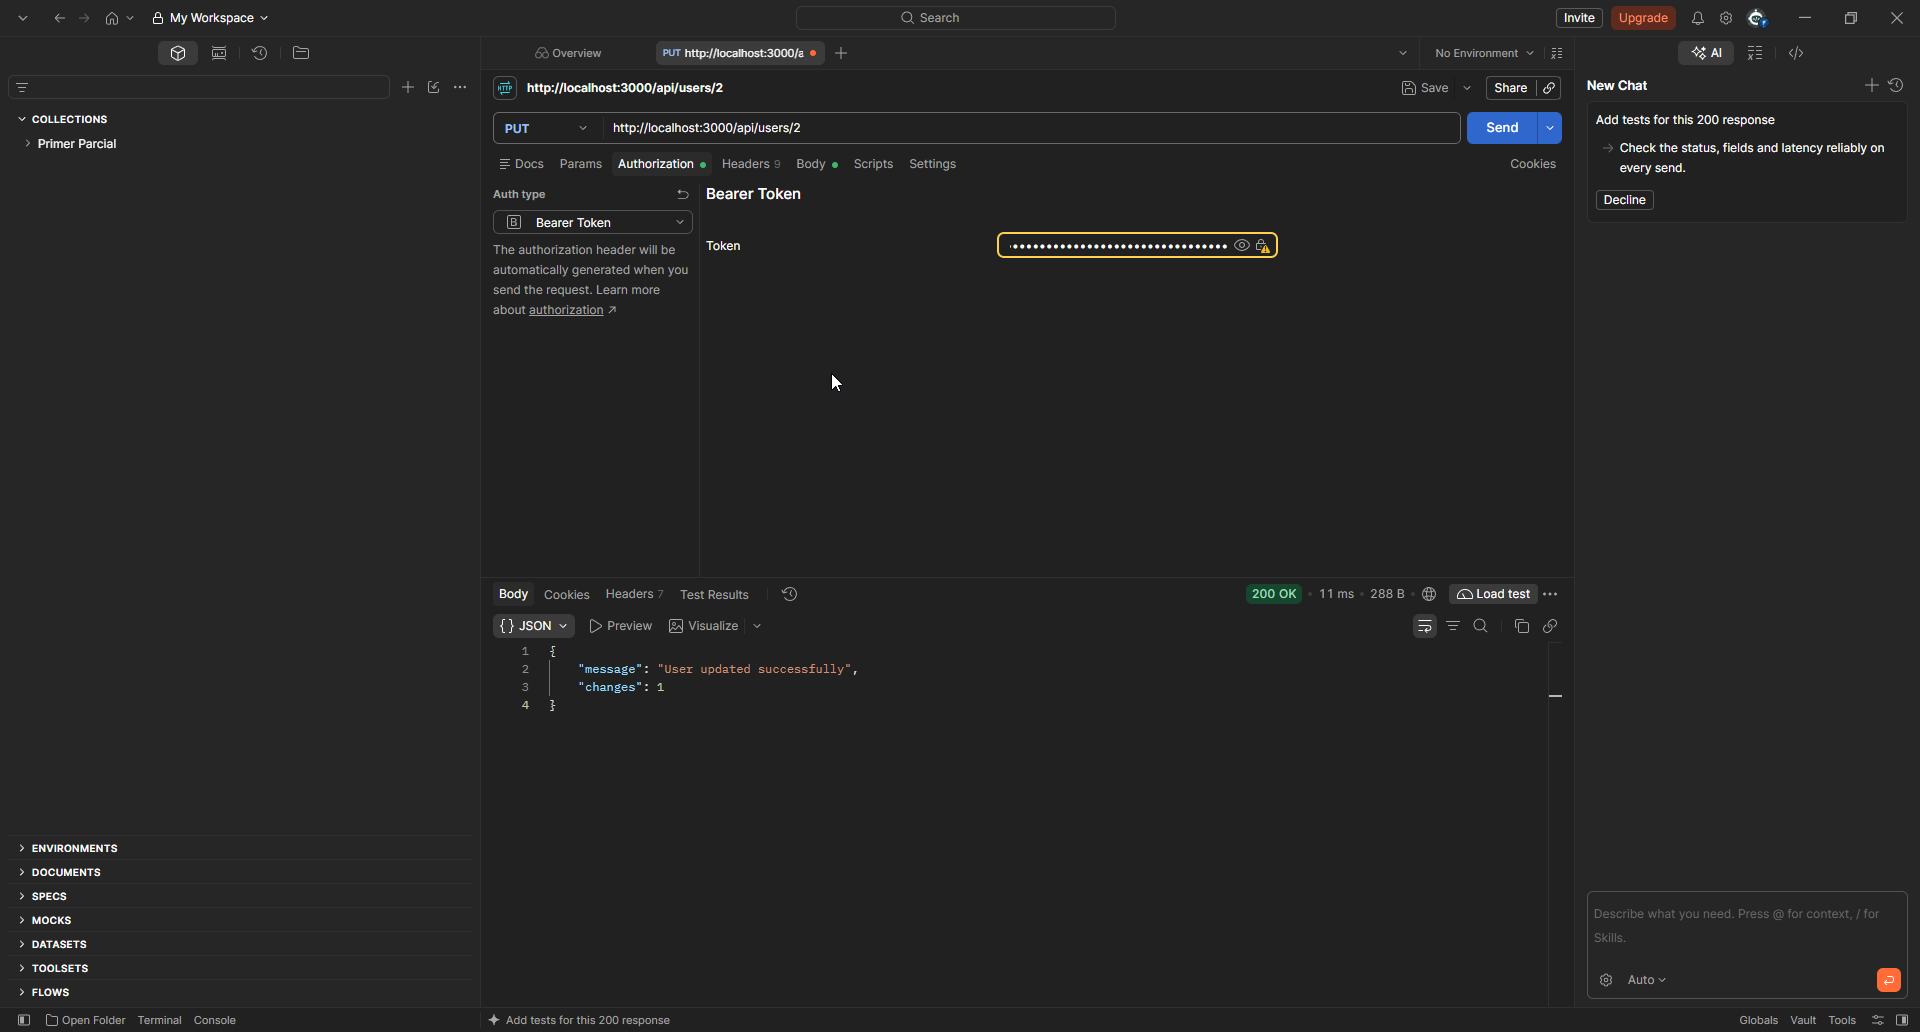 My Workspace
Search
Invite
Upgrade
Overview
PUT http://localhost:3000/a
No Environment
AI
http://localhost:3000/api/users/2
Save
Share
New Chat
COLLECTIONS
Primer Parcial
PUT
http://localhost:3000/api/users/2
Send
Add tests for this 200 response
Check the status, fields and latency reliably on
every send.
Decline
Docs
Params
Authorization
Headers 9
Body
Scripts
Settings
Cookies
Auth type
Bearer Token
B Bearer Token
The authorization header will be
automatically generated when you
send the request. Learn more
about authorization
Token
Body
Cookies
Headers 7
Test Results
200 OK
11 ms
288 B
Load test
{} JSON
Preview
Visualize
1 {
2 "message": "User updated successfully",
3 "changes": 1
4 }
ENVIRONMENTS
DOCUMENTS
SPECS
MOCKS
DATASETS
TOOLSETS
FLOWS
Describe what you need. Press @ for context, / for
Skills.
Auto
Open Folder
Terminal
Console
Add tests for this 200 response
Globals
Vault
Tools